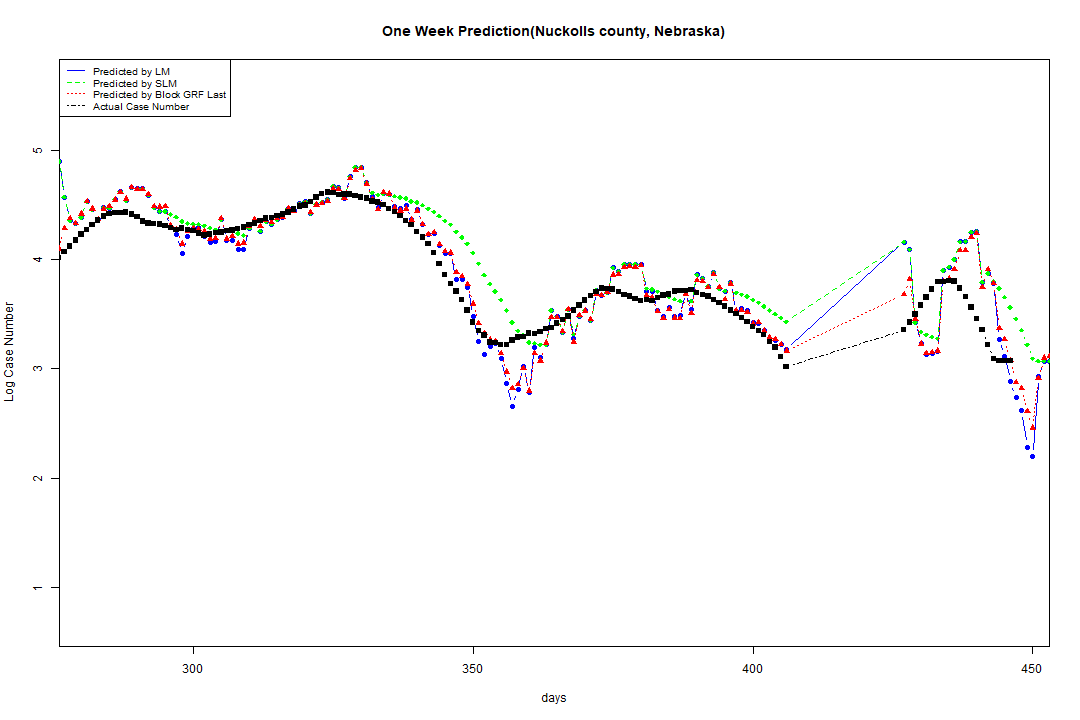 One Week Prediction(Nuckolls county, Nebraska)
Predicted by LM
Predicted by SLM
Predicted by Block GRF Last
Actual Case Number
5
4
3
2
1
Log Case Number
300
350
400
450
days